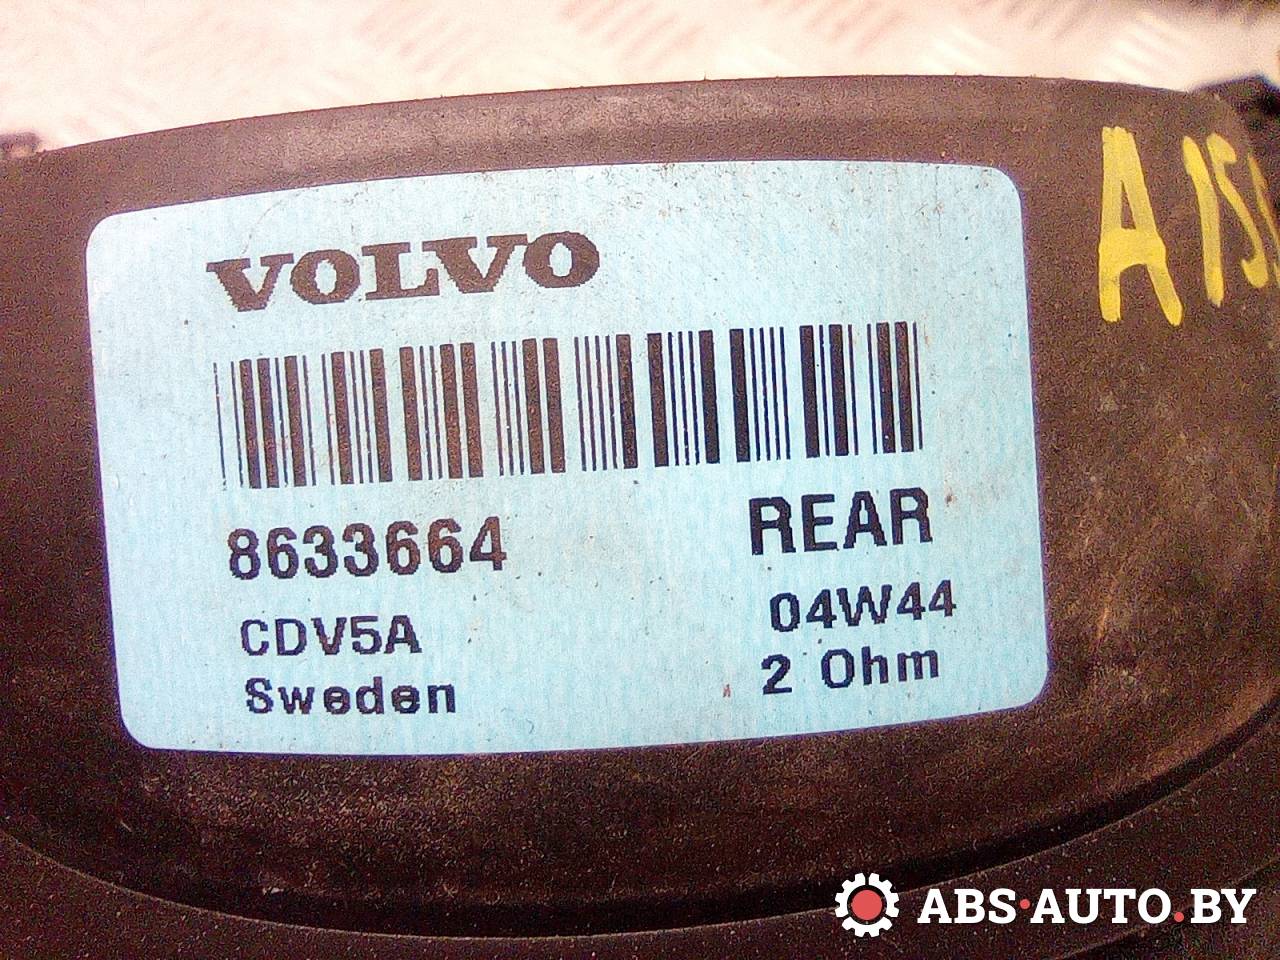 VOLVO
8633664 REAR
CDV5A 04W44
Sweden 2 Ohm
A
ABS·AUTO.BY